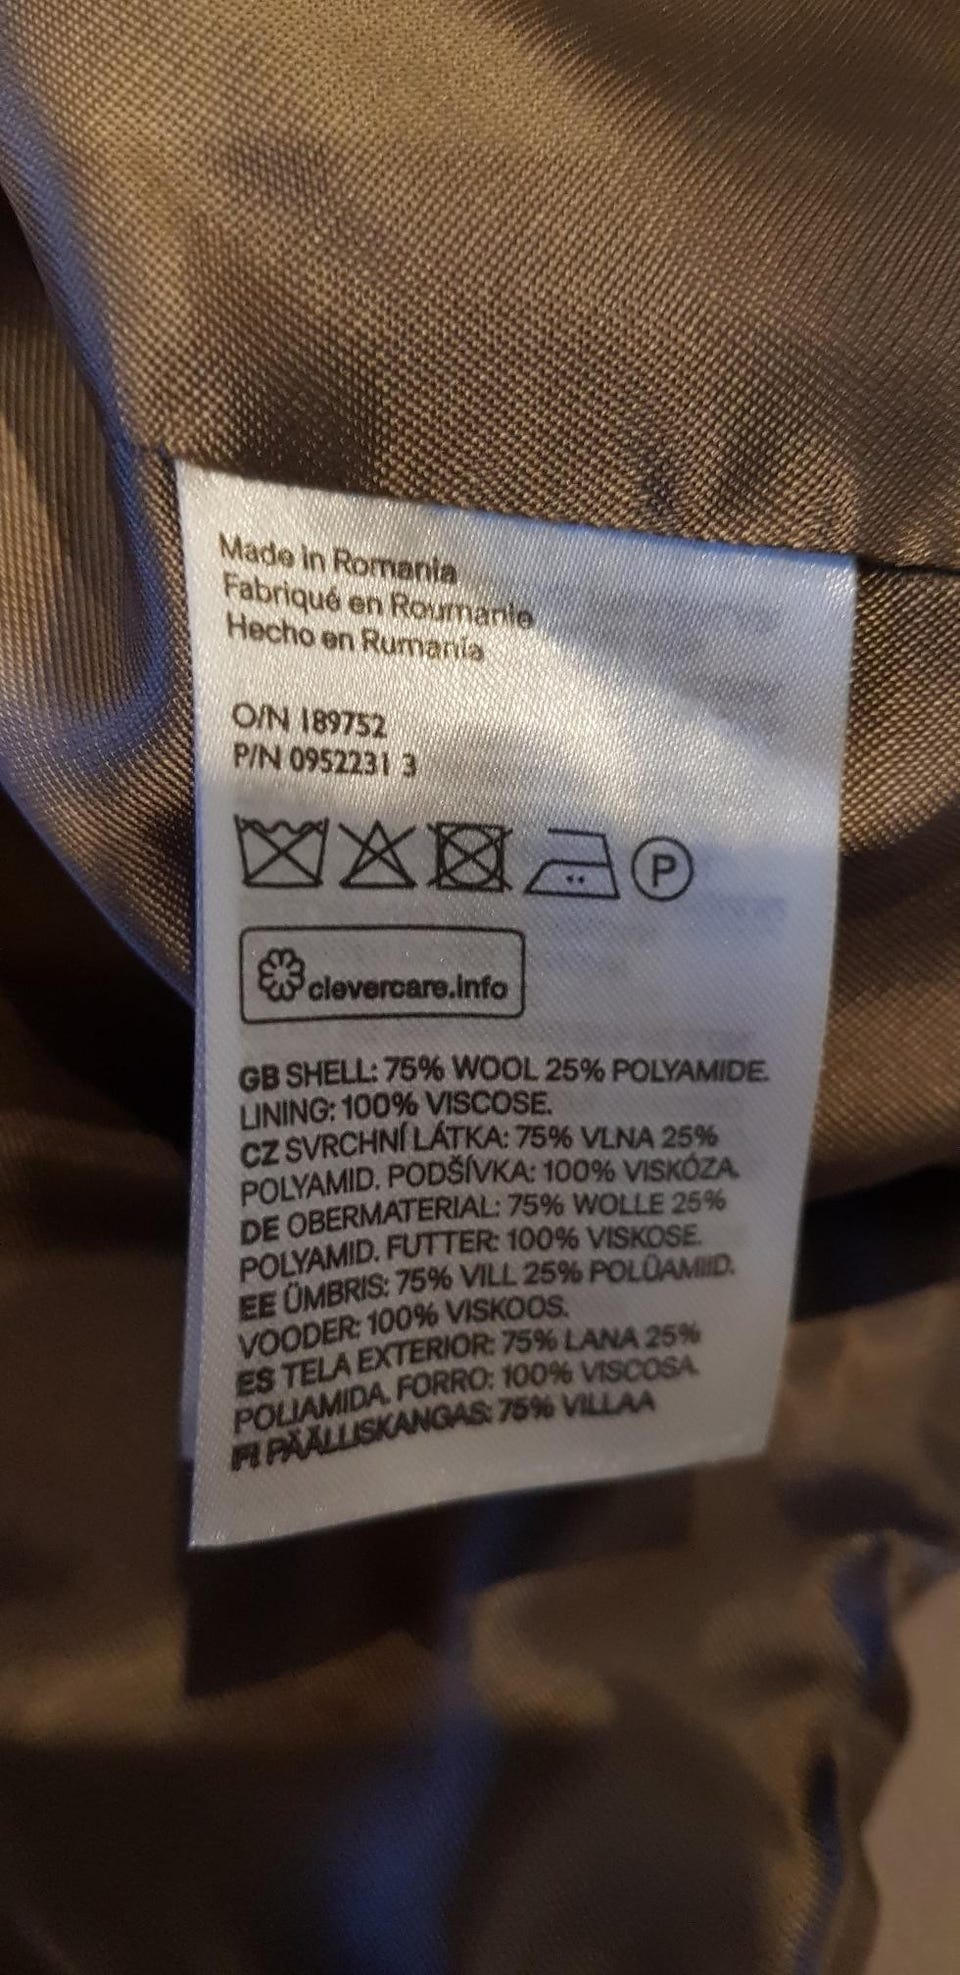 Made in Romania
Fabriqué en Roumanie
Hecho en Rumanía
O/N 189752
P/N 0952231 3
P
clevercare.info
GB SHELL: 75% WOOL 25% POLYAMIDE.
LINING: 100% VISCOSE.
CZ SVRCHNÍ LÁTKA: 75% VLNA 25%
POLYAMID. PODŠÍVKA: 100% VISKÓZA.
DE OBERMATERIAL: 75% WOLLE 25%
POLYAMID. FUTTER: 100% VISKOSE.
EE ÜMBRIS: 75% VILL 25% POLÜAMIID.
VOODER: 100% VISKOOS.
ES TELA EXTERIOR: 75% LANA 25%
POLIAMIDA. FORRO: 100% VISCOSA.
FI PÄÄLLISKANGAS: 75% VILLAA